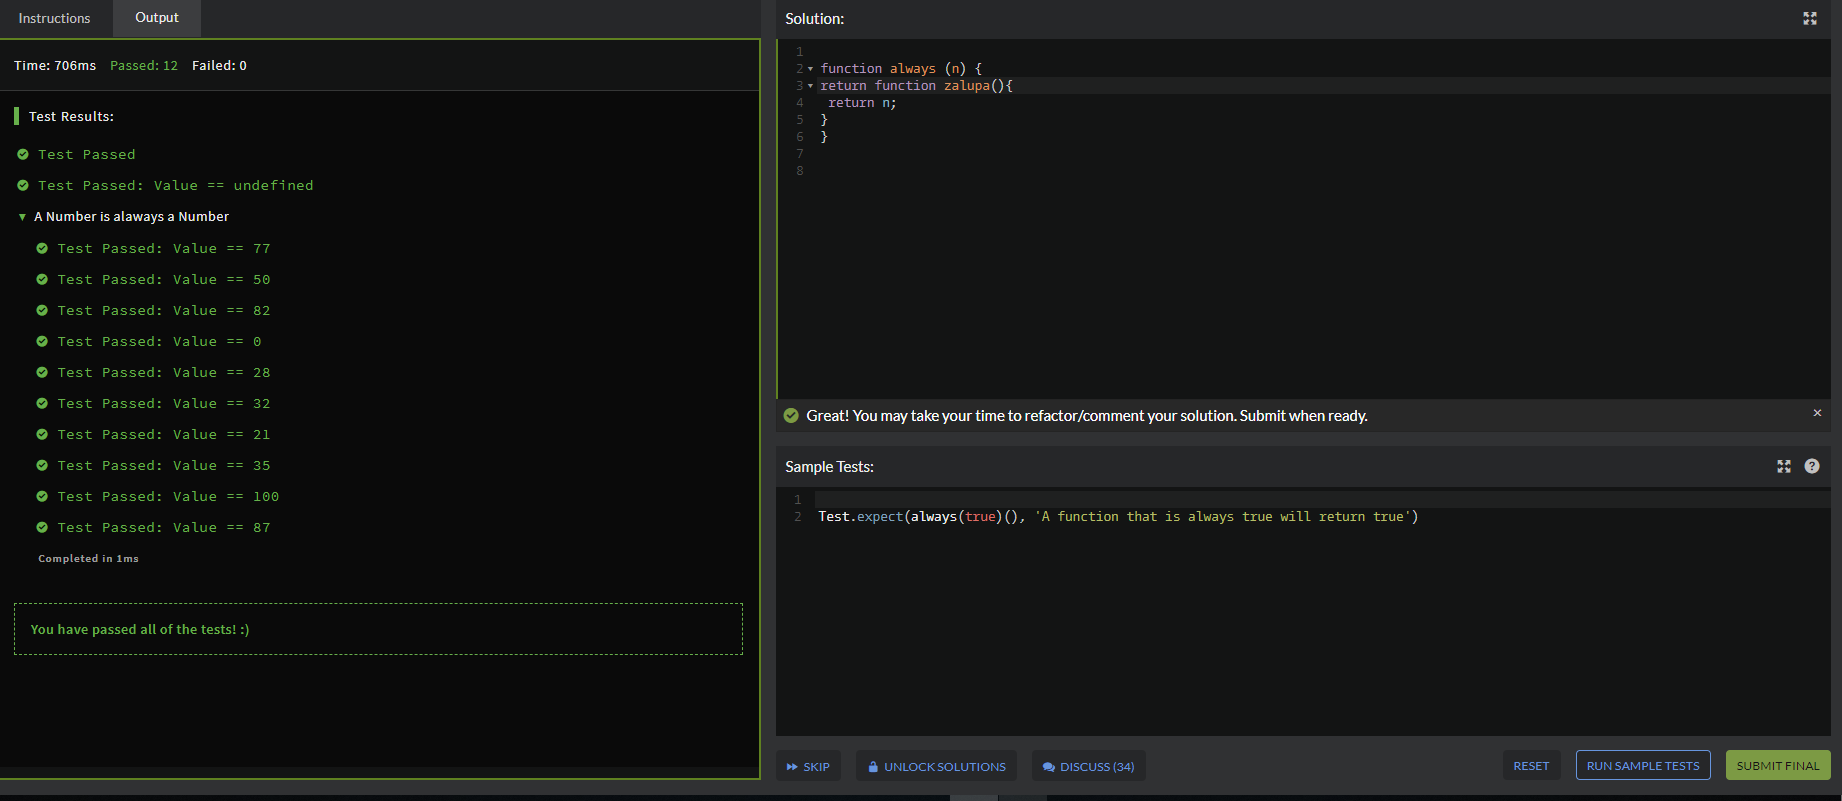 Instructions
Output
Time: 706ms Passed: 12 Failed: 0
Test Results:
Test Passed
Test Passed: Value == undefined
A Number is alaways a Number
Test Passed: Value == 77
Test Passed: Value == 50
Test Passed: Value == 82
Test Passed: Value == 0
Test Passed: Value == 28
Test Passed: Value == 32
Test Passed: Value == 21
Test Passed: Value == 35
Test Passed: Value == 100
Test Passed: Value == 87
Completed in 1ms
You have passed all of the tests! :)
Solution:
1
2 function always (n) {
3 return function zalupa(){
4  return n;
5 }
6 }
7
8
Great! You may take your time to refactor/comment your solution. Submit when ready.
Sample Tests:
1
2 Test.expect(always(true)(), 'A function that is always true will return true')
SKIP
UNLOCK SOLUTIONS
DISCUSS (34)
RESET
RUN SAMPLE TESTS
SUBMIT FINAL